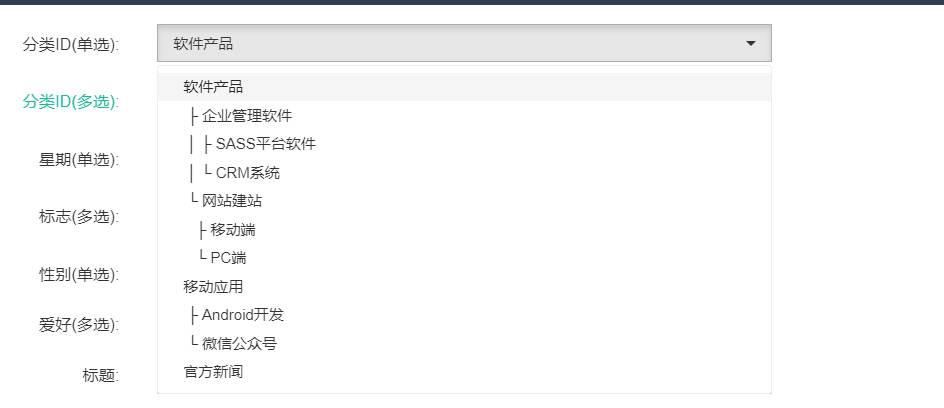 分类ID(单选):
软件产品
软件产品
分类ID(多选):
├ 企业管理软件
│ ├ SASS平台软件
星期(单选):
│ └ CRM系统
└ 网站建站
标志(多选):
├ 移动端
└ PC端
性别(单选):
移动应用
├ Android开发
爱好(多选):
└ 微信公众号
官方新闻
标题: